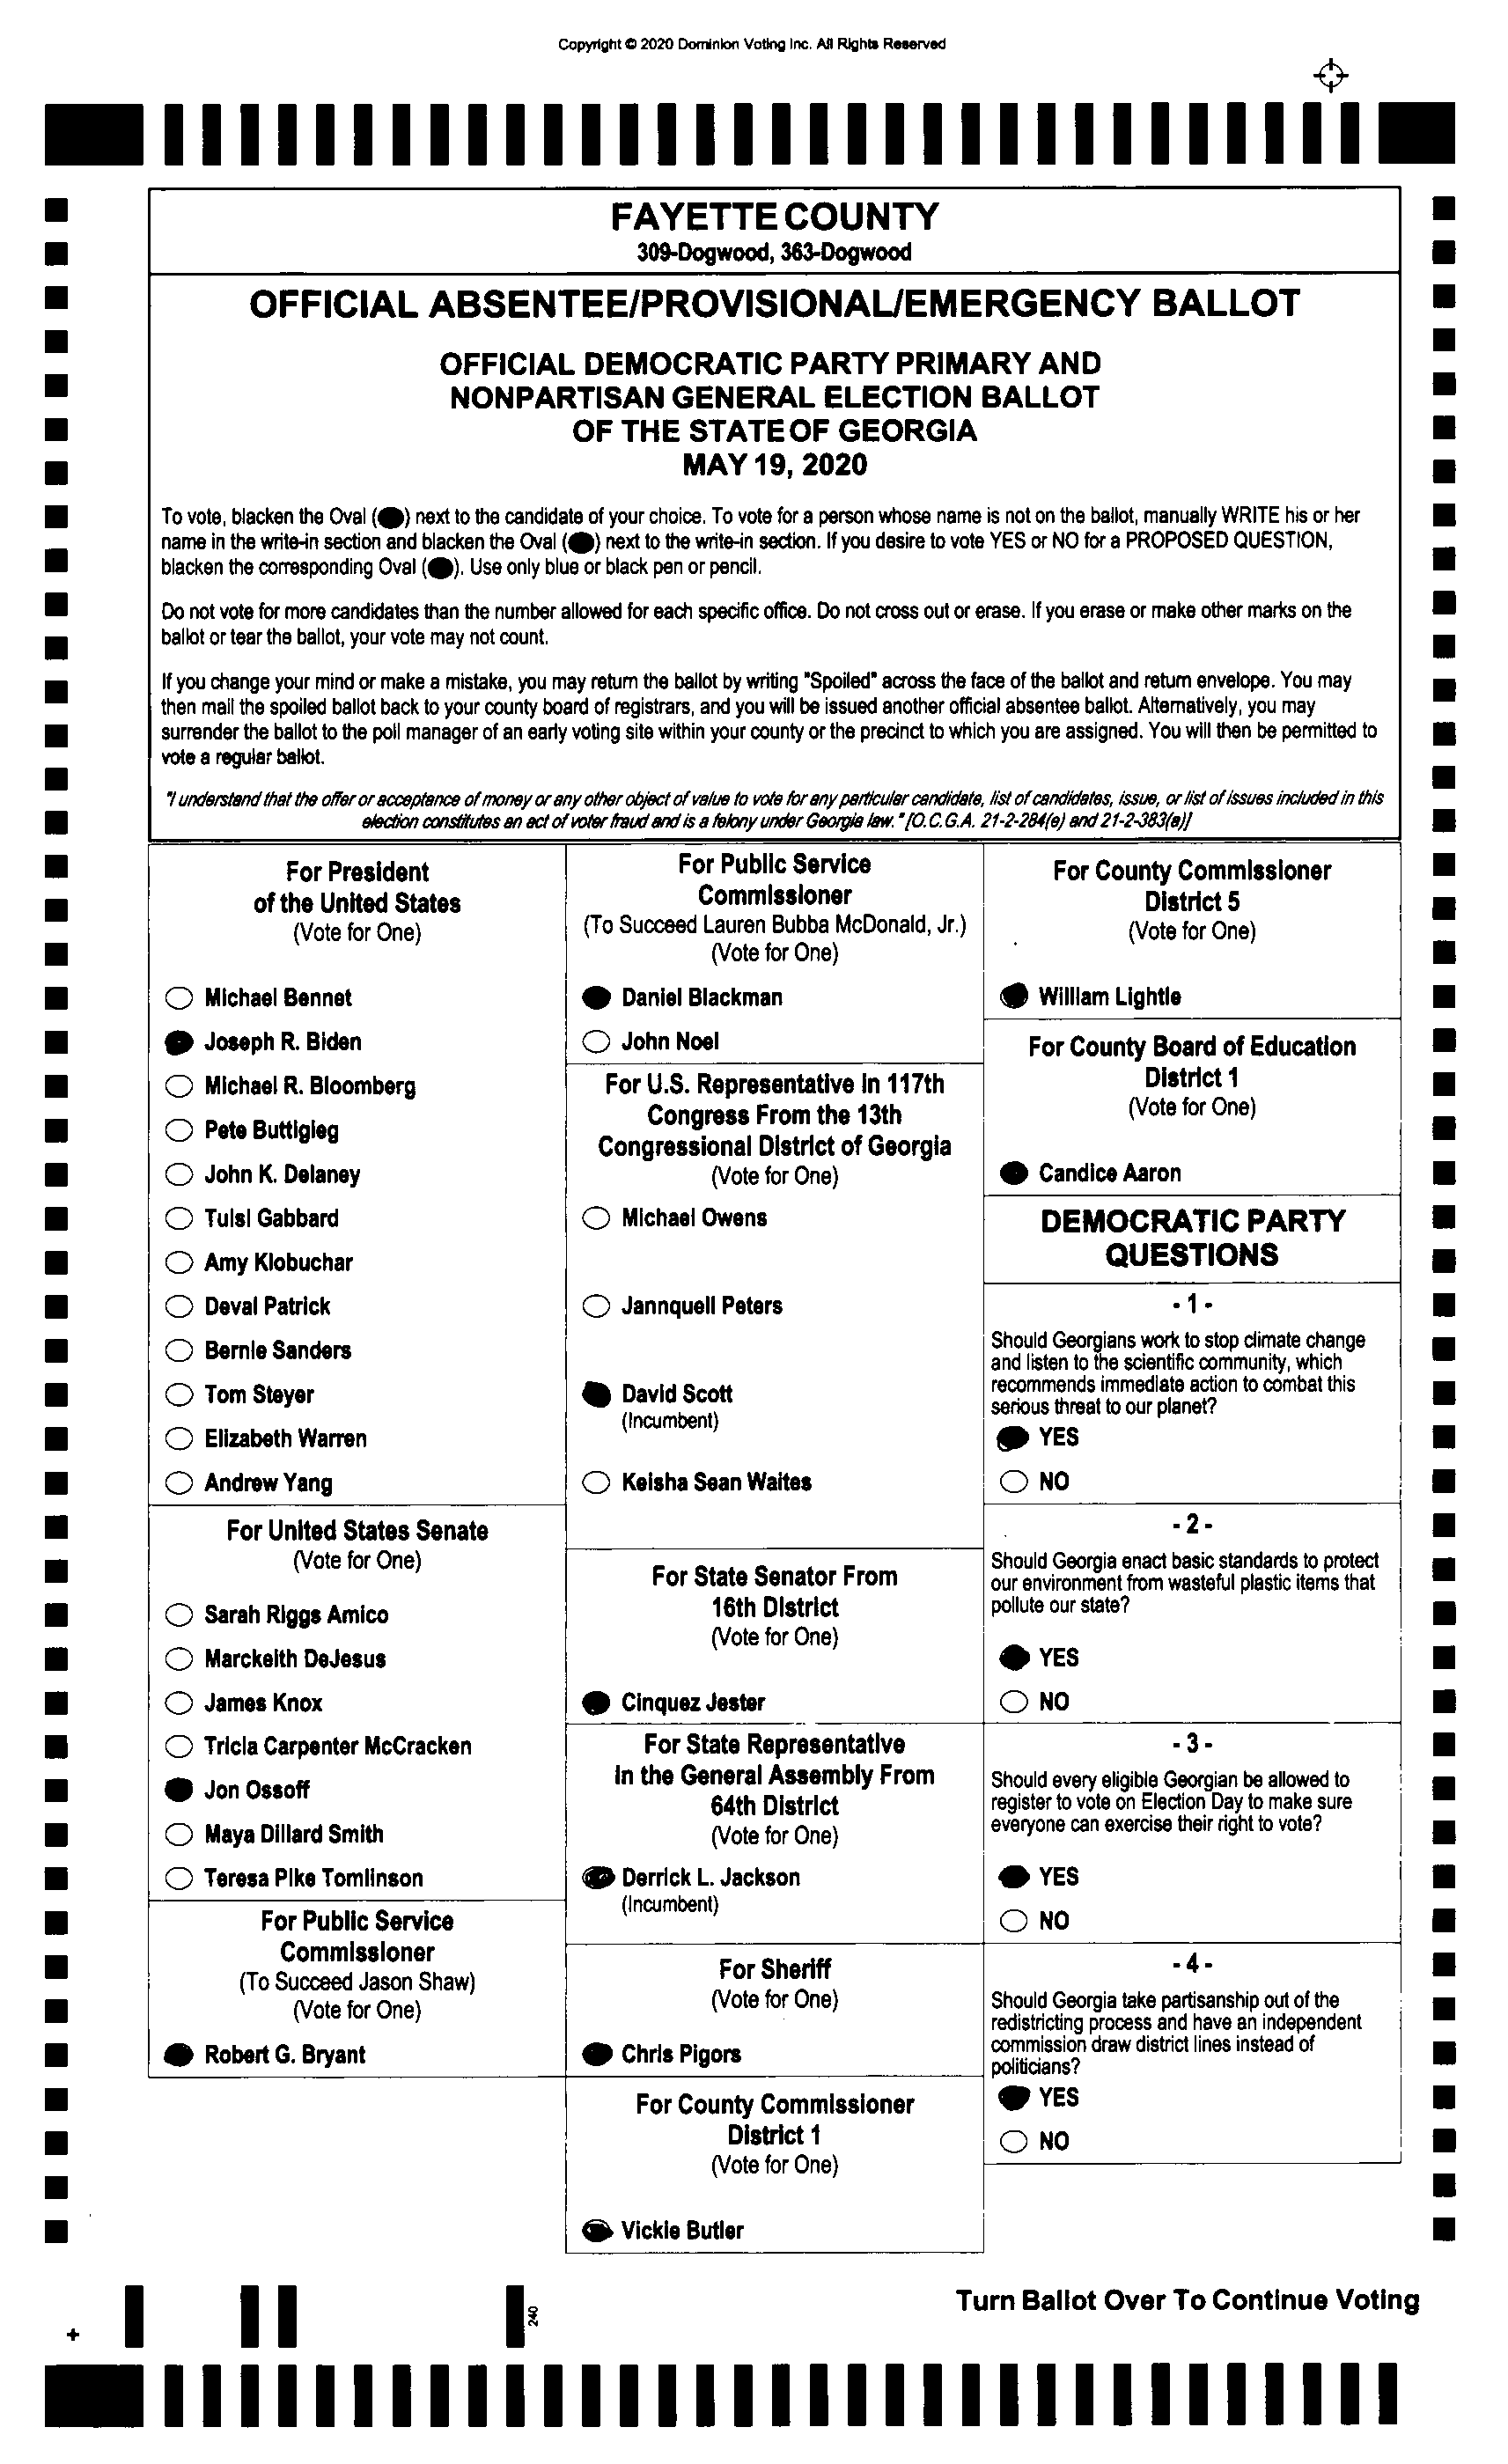 Copyright © 2020 Dominion Voting Inc. All Rights Reserved
FAYETTE COUNTY
309-Dogwood, 363-Dogwood
OFFICIAL ABSENTEE/PROVISIONAL/EMERGENCY BALLOT
OFFICIAL DEMOCRATIC PARTY PRIMARY AND
NONPARTISAN GENERAL ELECTION BALLOT
OF THE STATE OF GEORGIA
MAY 19, 2020
To vote, blacken the Oval ( ) next to the candidate of your choice. To vote for a person whose name is not on the ballot, manually WRITE his or her
name in the write-in section and blacken the Oval ( ) next to the write-in section. If you desire to vote YES or NO for a PROPOSED QUESTION,
blacken the corresponding Oval ( ). Use only blue or black pen or pencil.
Do not vote for more candidates than the number allowed for each specific office. Do not cross out or erase. If you erase or make other marks on the
ballot or tear the ballot, your vote may not count.
If you change your mind or make a mistake, you may return the ballot by writing "Spoiled" across the face of the ballot and return envelope. You may
then mail the spoiled ballot back to your county board of registrars, and you will be issued another official absentee ballot. Alternatively, you may
surrender the ballot to the poll manager of an early voting site within your county or the precinct to which you are assigned. You will then be permitted to
vote a regular ballot.
"I understand that the offer or acceptance of money or any other object of value to vote for any particular candidate, list of candidates, issue, or list of issues included in this
election constitutes an act of voter fraud and is a felony under Georgia law." [O.C.G.A. 21-2-284(e) and 21-2-383(a)]
For President
of the United States
(Vote for One)
Michael Bennet
Joseph R. Biden
Michael R. Bloomberg
Pete Buttigieg
John K. Delaney
Tulsi Gabbard
Amy Klobuchar
Deval Patrick
Bernie Sanders
Tom Steyer
Elizabeth Warren
Andrew Yang
For United States Senate
(Vote for One)
Sarah Riggs Amico
Marckeith DeJesus
James Knox
Tricia Carpenter McCracken
Jon Ossoff
Maya Dillard Smith
Teresa Pike Tomlinson
For Public Service
Commissioner
(To Succeed Jason Shaw)
(Vote for One)
Robert G. Bryant
For Public Service
Commissioner
(To Succeed Lauren Bubba McDonald, Jr.)
(Vote for One)
Daniel Blackman
John Noel
For U.S. Representative in 117th
Congress From the 13th
Congressional District of Georgia
(Vote for One)
Michael Owens
Jannquell Peters
David Scott
(Incumbent)
Keisha Sean Waites
For State Senator From
16th District
(Vote for One)
Cinquez Jester
For State Representative
in the General Assembly From
64th District
(Vote for One)
Derrick L. Jackson
(Incumbent)
For Sheriff
(Vote for One)
Chris Pigors
For County Commissioner
District 1
(Vote for One)
Vickie Butler
For County Commissioner
District 5
(Vote for One)
William Lightle
For County Board of Education
District 1
(Vote for One)
Candice Aaron
DEMOCRATIC PARTY
QUESTIONS
- 1 -
Should Georgians work to stop climate change
and listen to the scientific community, which
recommends immediate action to combat this
serious threat to our planet?
YES
NO
- 2 -
Should Georgia enact basic standards to protect
our environment from wasteful plastic items that
pollute our state?
YES
NO
- 3 -
Should every eligible Georgian be allowed to
register to vote on Election Day to make sure
everyone can exercise their right to vote?
YES
NO
- 4 -
Should Georgia take partisanship out of the
redistricting process and have an independent
commission draw district lines instead of
politicians?
YES
NO
Turn Ballot Over To Continue Voting
240